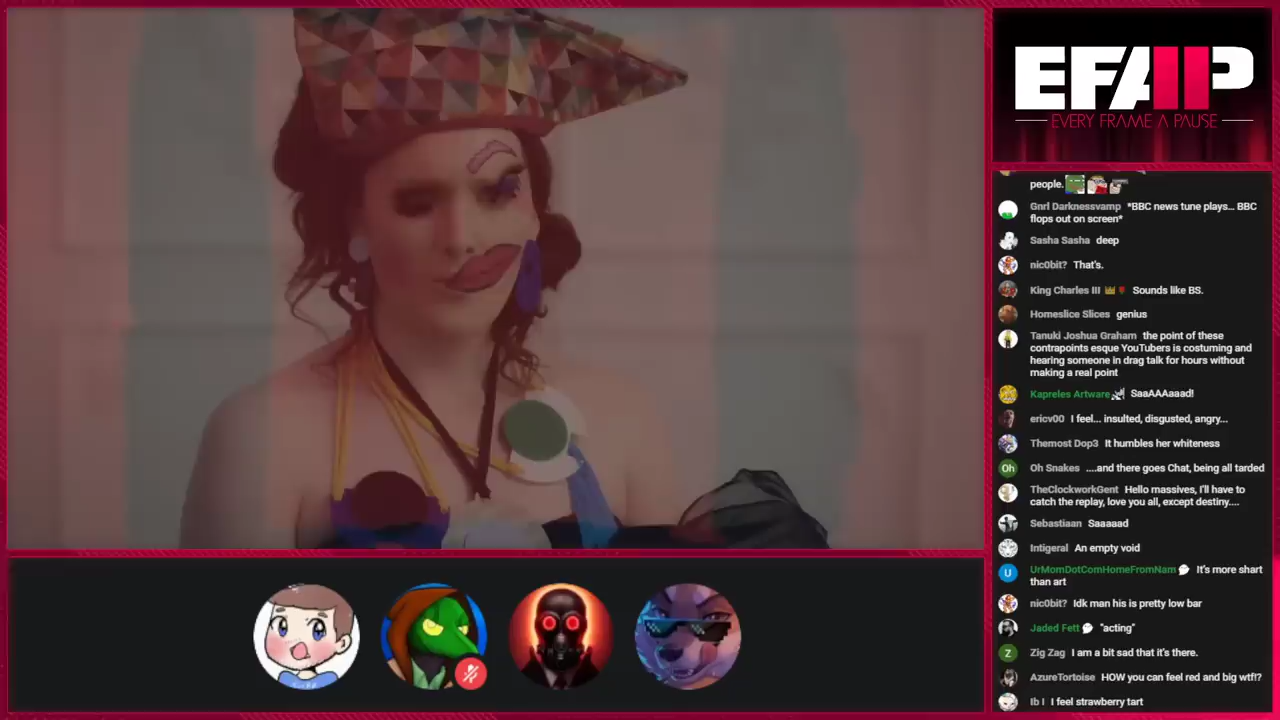 EFAP
EVERY FRAME A PAUSE
people.
Gnrl Darknessvamp *BBC news tune plays... BBC
flops out on screen*
Sasha Sasha deep
nic0bit? That's.
King Charles III Sounds like BS.
Homeslice Slices genius
Tanuki Joshua Graham the point of these
contrapoints esque YouTubers is costuming and
hearing someone in drag talk for hours without
making a real point
Kapreles Artware SaaAAAaaad!
ericv00 I feel... insulted, disgusted, angry...
Themost Dop3 It humbles her whiteness
Oh
Oh Snakes ....and there goes Chat, being all tarded
TheClockworkGent Hello massives, I'll have to
catch the replay, love you all, except destiny....
Sebastiaan Saaaaad
Intigeral An empty void
U
UrMomDotComHomeFromNam It's more shart
than art
nic0bit? Idk man his is pretty low bar
Jaded Fett "acting"
Z
Zig Zag I am a bit sad that it's there.
AzureTortoise HOW you can feel red and big wtf!?
Ib I I feel strawberry tart